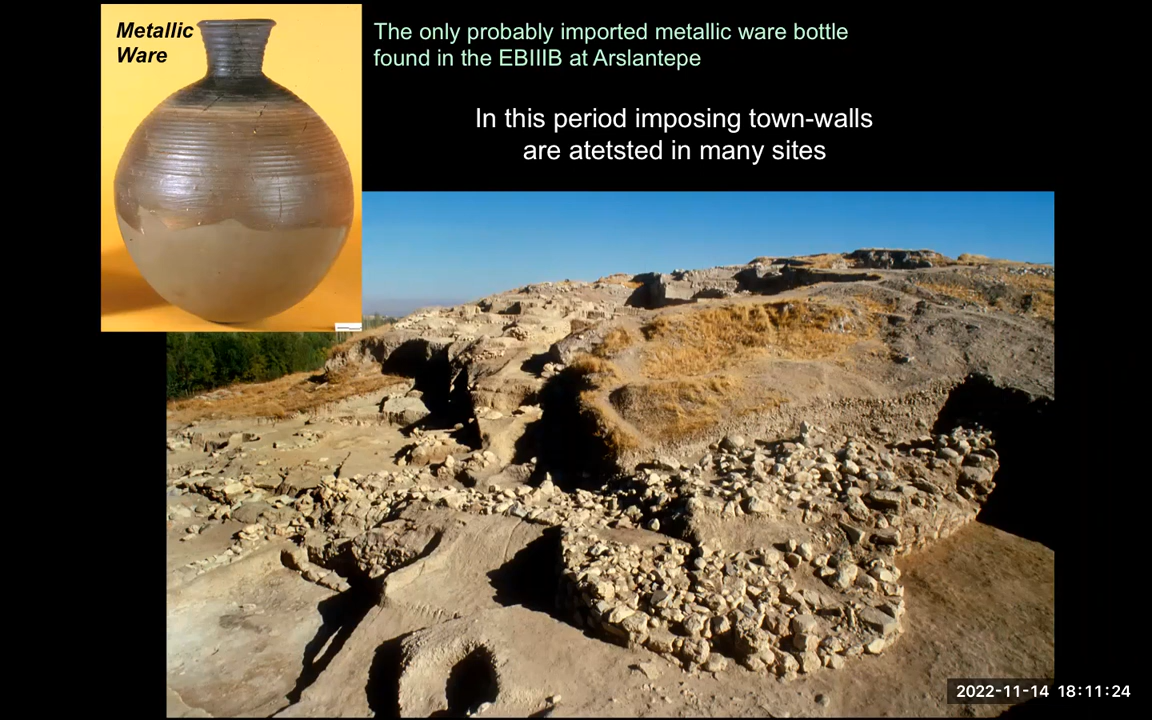 Metallic
Ware
The only probably imported metallic ware bottle
found in the EBIIIB at Arslantepe
In this period imposing town-walls
are atetsted in many sites
2022-11-14 18:11:24